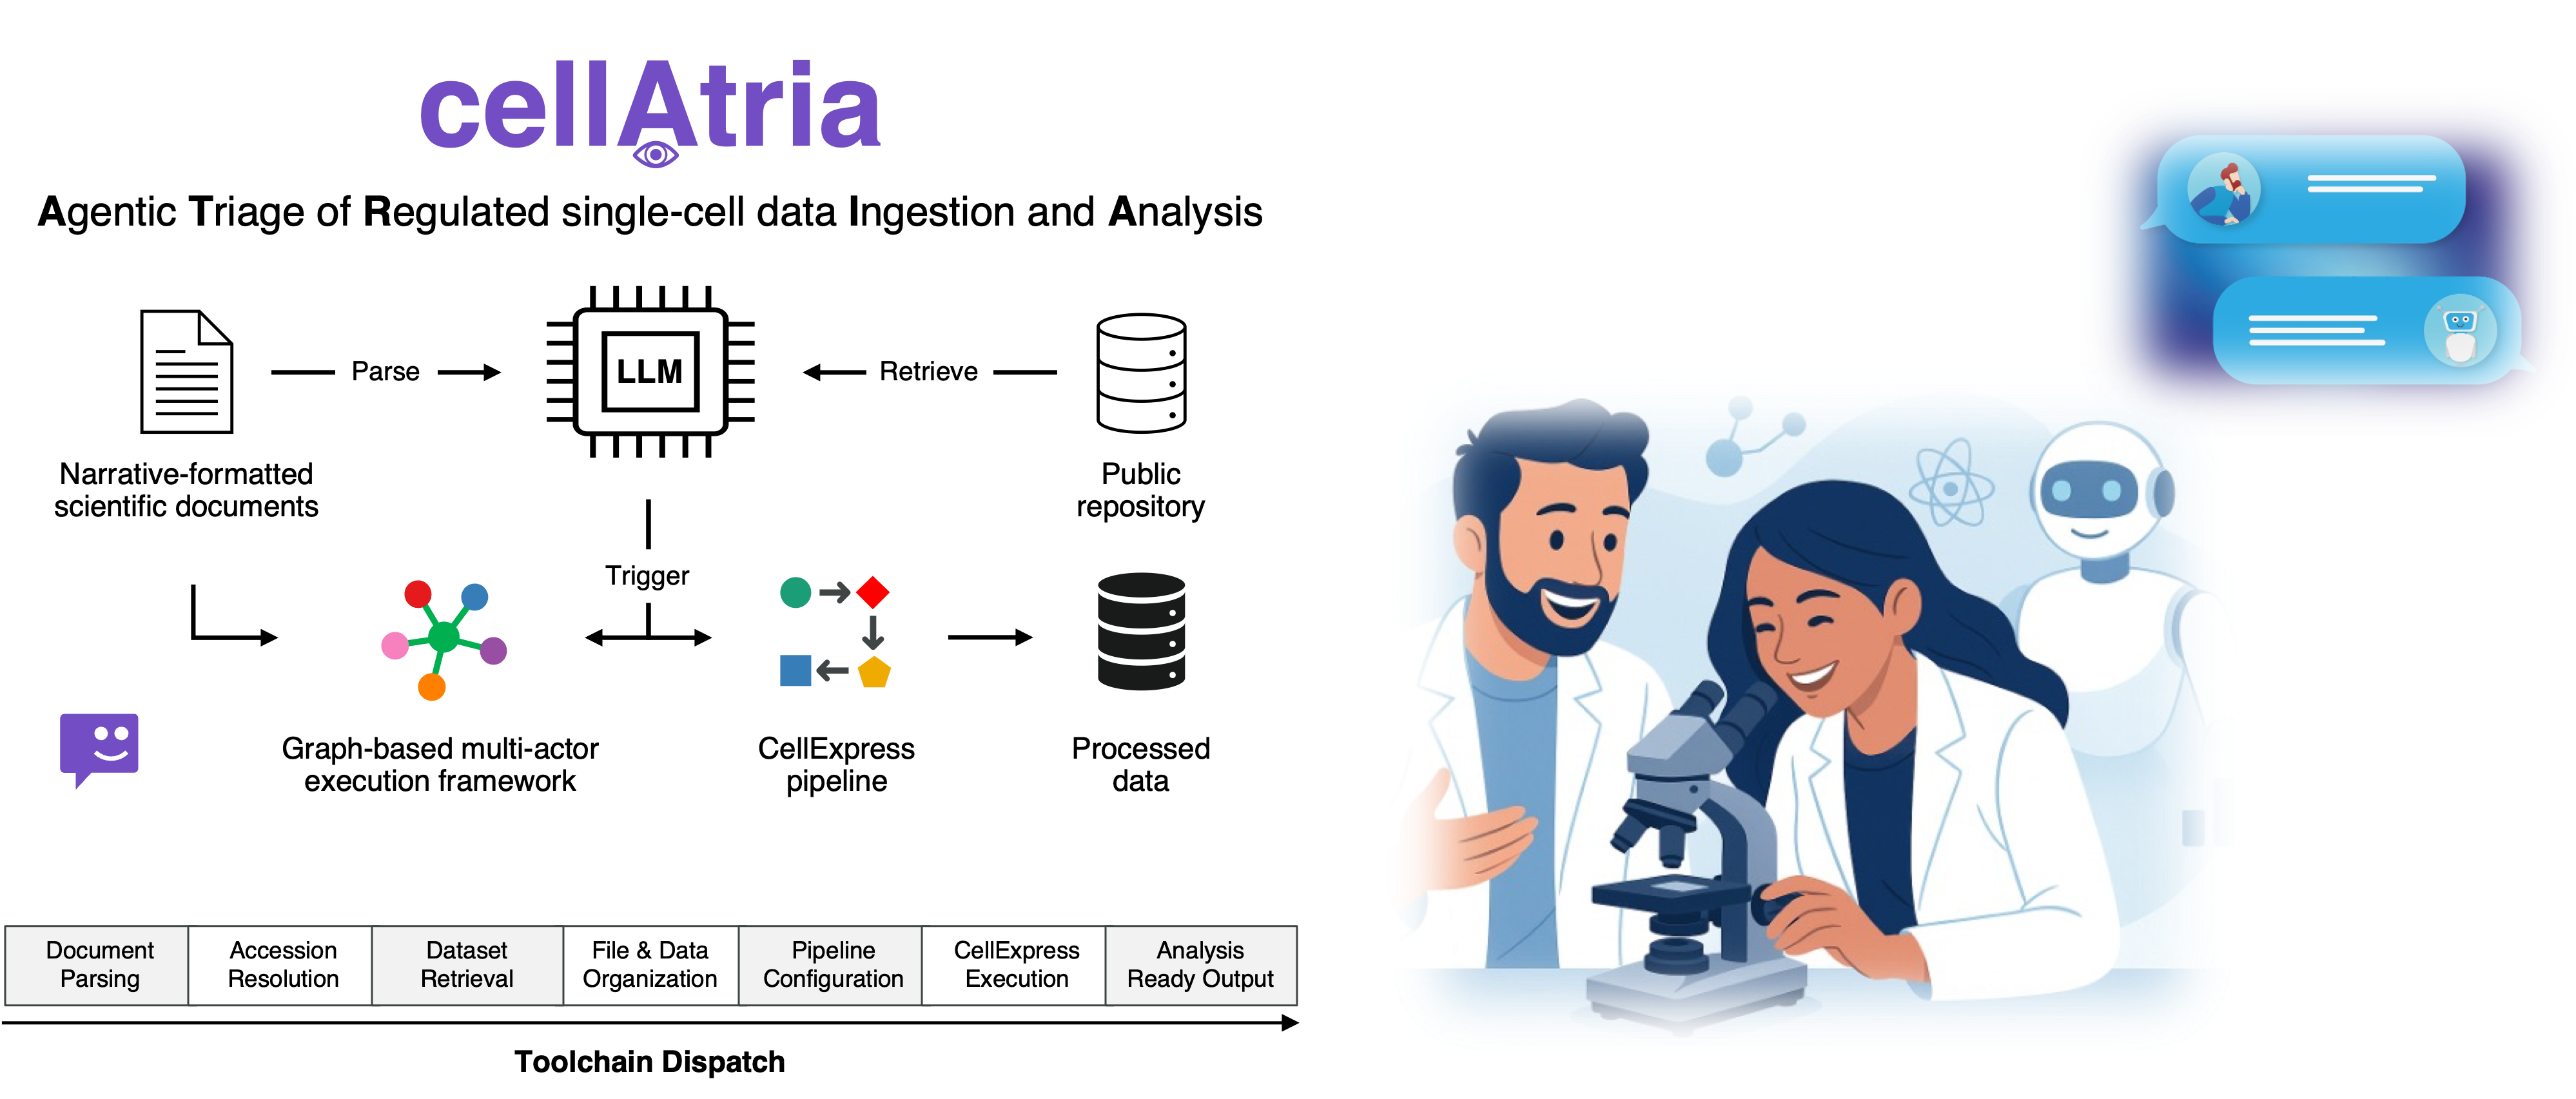 cellAtria
Agentic Triage of Regulated single-cell data Ingestion and Analysis
Parse
LLM
Retrieve
Narrative-formatted
scientific documents
Public
repository
Trigger
Graph-based multi-actor
execution framework
CellExpress
pipeline
Processed
data
Document
Parsing
Accession
Resolution
Dataset
Retrieval
File & Data
Organization
Pipeline
Configuration
CellExpress
Execution
Analysis
Ready Output
Toolchain Dispatch